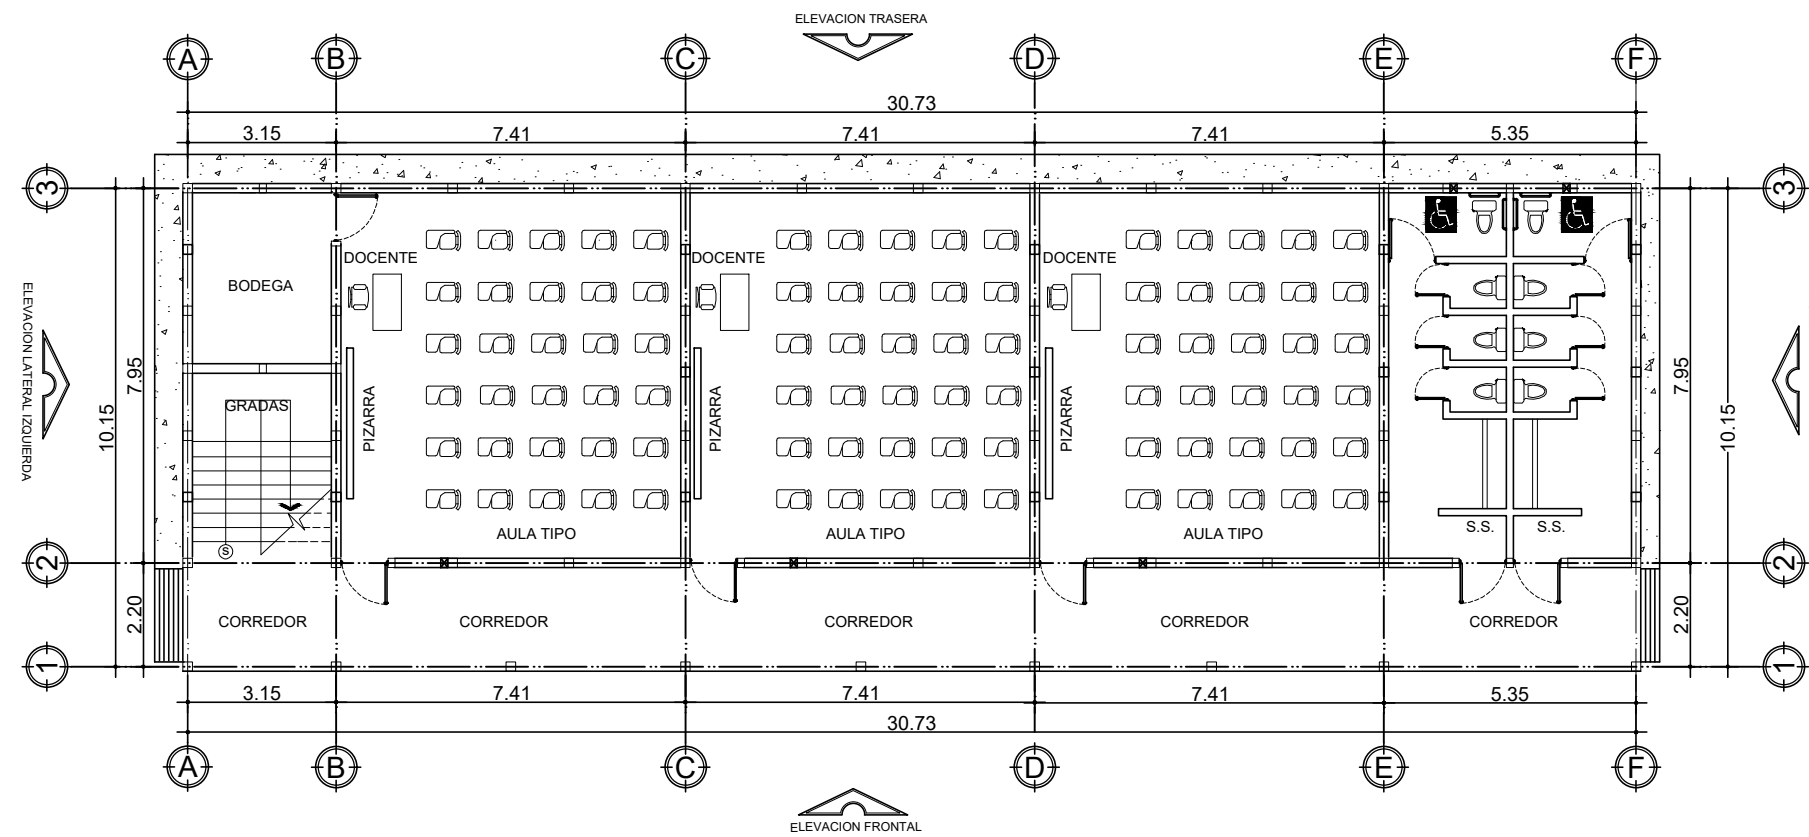 ELEVACION TRASERA
A B C D E F
30.73
3.15 7.41 7.41 7.41 5.35
3 3
DOCENTE DOCENTE DOCENTE
BODEGA
ELEVACION LATERAL IZQUIERDA
7.95 7.95
10.15 10.15
GRADAS
PIZARRA PIZARRA PIZARRA
S.S. S.S.
AULA TIPO AULA TIPO AULA TIPO
S
2 2
2.20 2.20
CORREDOR CORREDOR CORREDOR CORREDOR CORREDOR
1 1
3.15 7.41 7.41 7.41 5.35
30.73
A B C D E F
ELEVACION FRONTAL